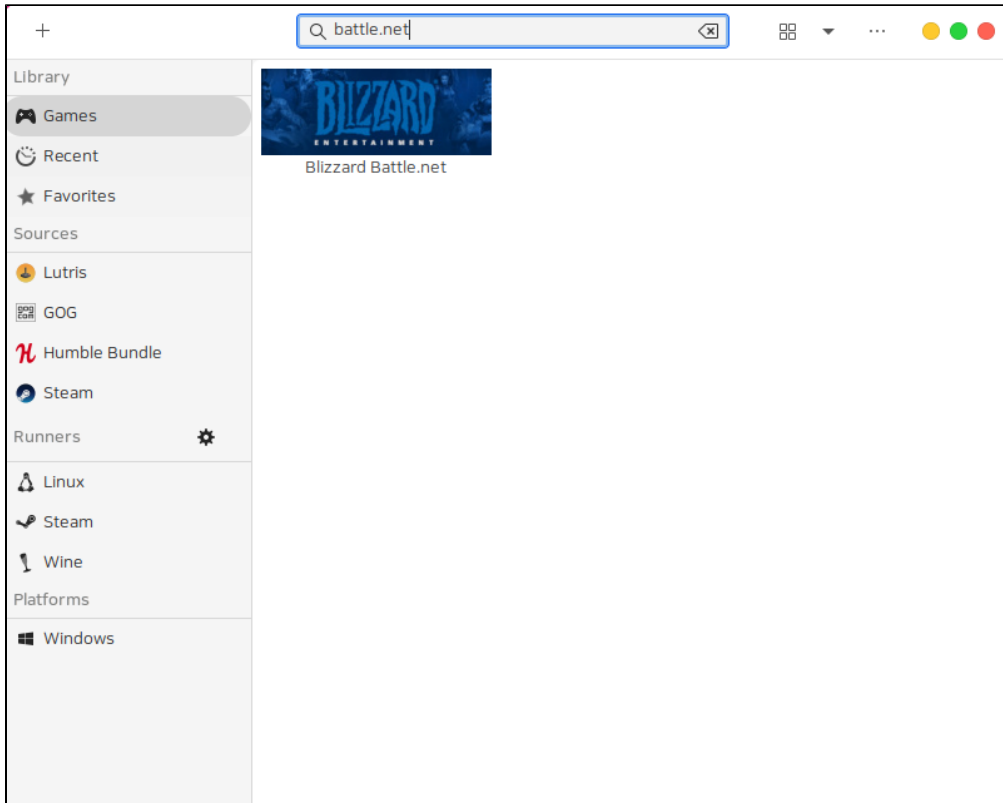 battle.net
Library
Games
Recent
Favorites
Sources
Lutris
GOG
Humble Bundle
Steam
Runners
Linux
Steam
Wine
Platforms
Windows
BLIZZARD
ENTERTAINMENT
Blizzard Battle.net